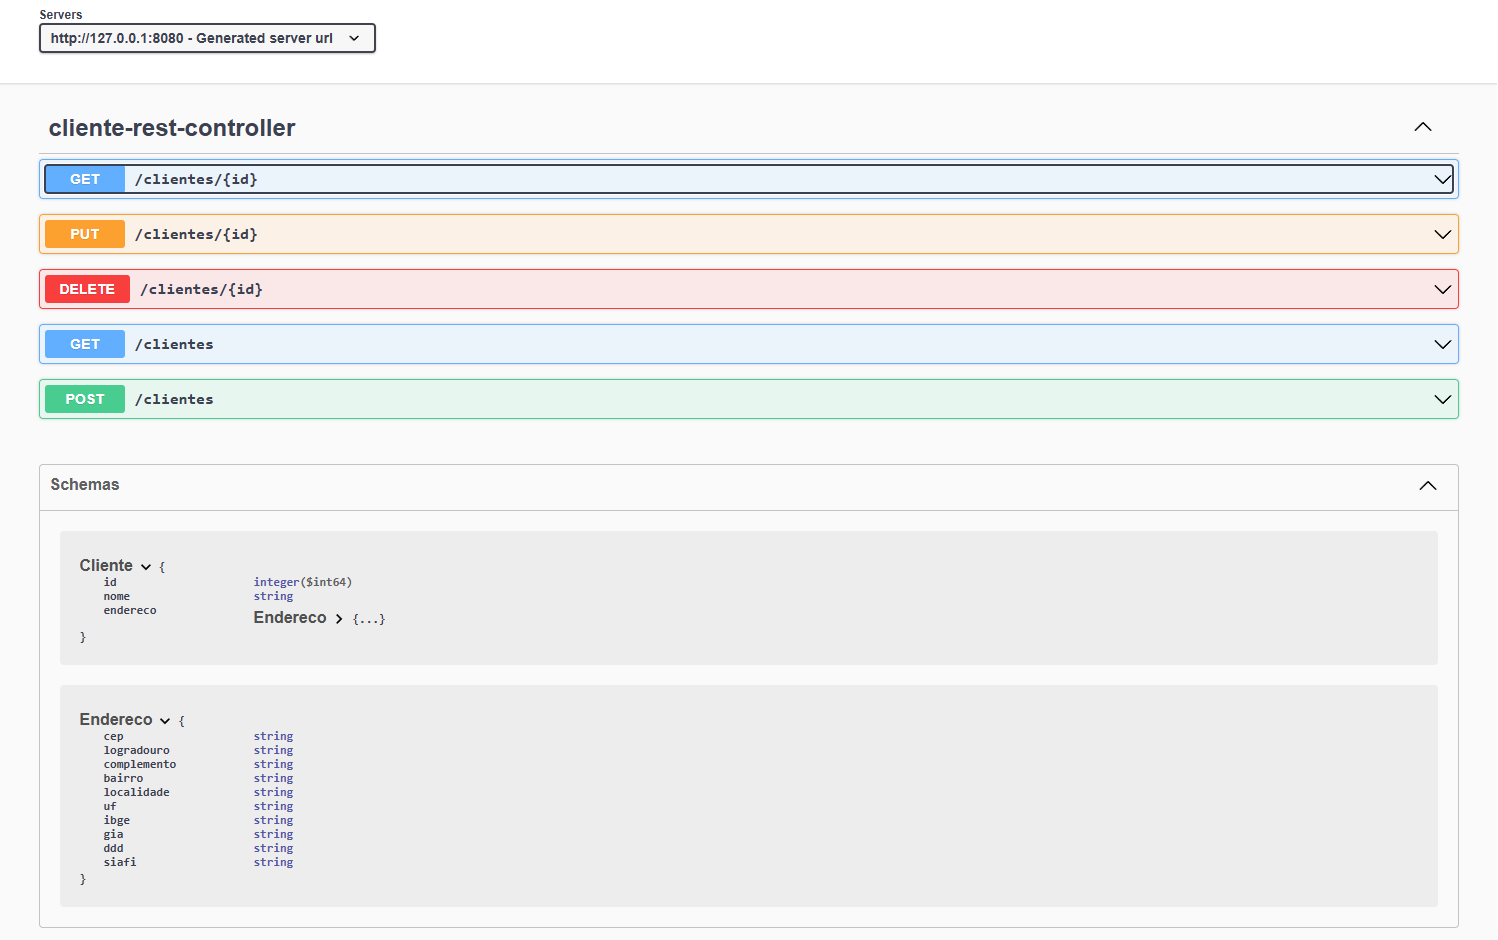 Servers
http://127.0.0.1:8080 - Generated server url
cliente-rest-controller
GET /clientes/{id}
PUT /clientes/{id}
DELETE /clientes/{id}
GET /clientes
POST /clientes
Schemas
Cliente {
id integer($int64)
nome string
endereco Endereco {...}
}
Endereco {
cep string
logradouro string
complemento string
bairro string
localidade string
uf string
ibge string
gia string
ddd string
siafi string
}